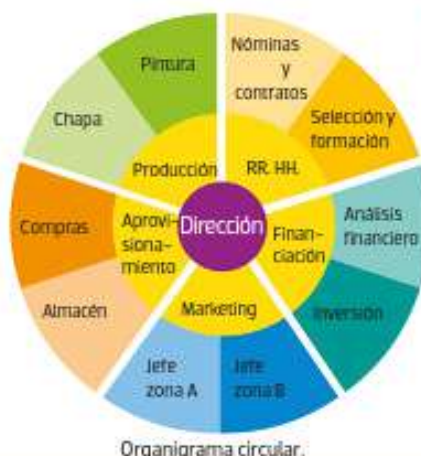 Pintura
Nóminas
y
contratos
Chapa
Selección y
formación
Producción
RR. HH.
Compras
Aprovi-
siona-
miento
Dirección
Finan-
ciación
Análisis
financiero
Almacén
Marketing
Inversión
Jefe
zona A
Jefe
zona B
Organigrama circular.